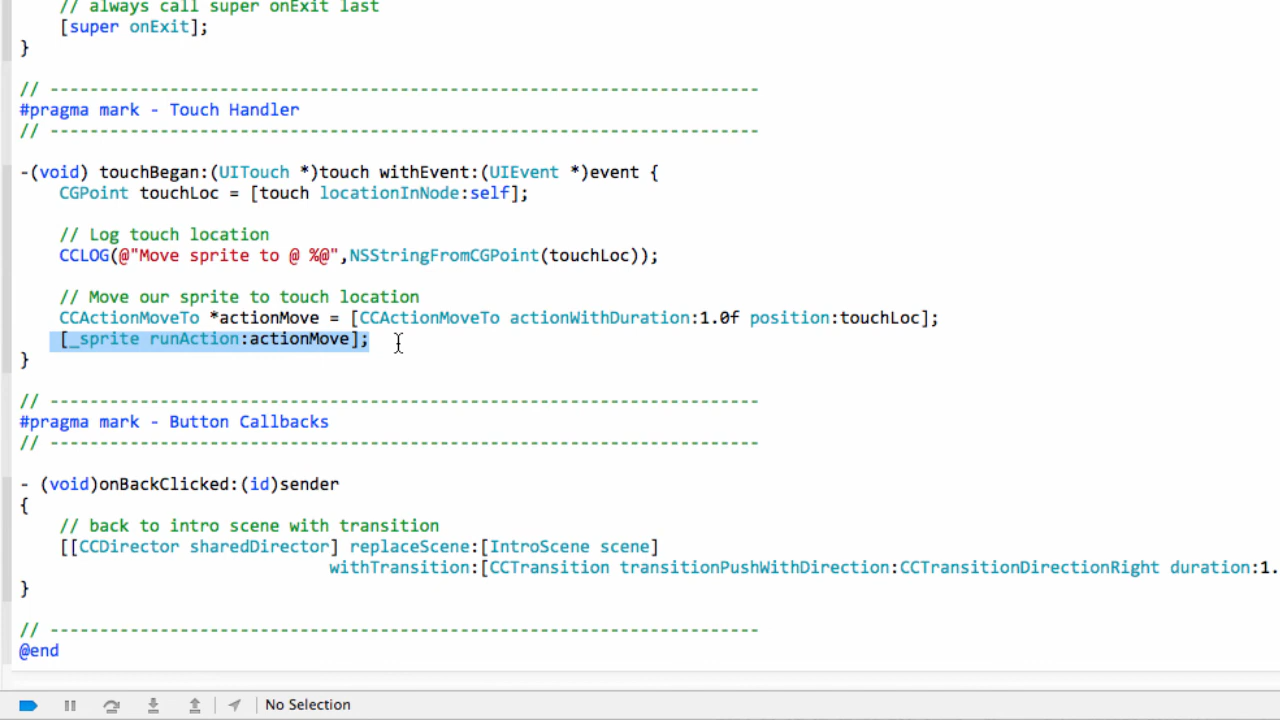 // always call super onExit last
[super onExit];
}
// -----------------------------------------------------------------------
#pragma mark - Touch Handler
// -----------------------------------------------------------------------
-(void) touchBegan:(UITouch *)touch withEvent:(UIEvent *)event {
CGPoint touchLoc = [touch locationInNode:self];
// Log touch location
CCLOG(@"Move sprite to @ %@",NSStringFromCGPoint(touchLoc));
// Move our sprite to touch location
CCActionMoveTo *actionMove = [CCActionMoveTo actionWithDuration:1.0f position:touchLoc];
[_sprite runAction:actionMove];
}
// -----------------------------------------------------------------------
#pragma mark - Button Callbacks
// -----------------------------------------------------------------------
- (void)onBackClicked:(id)sender
{
// back to intro scene with transition
[[CCDirector sharedDirector] replaceScene:[IntroScene scene]
withTransition:[CCTransition transitionPushWithDirection:CCTransitionDirectionRight duration:1.
}
// -----------------------------------------------------------------------
@end
No Selection